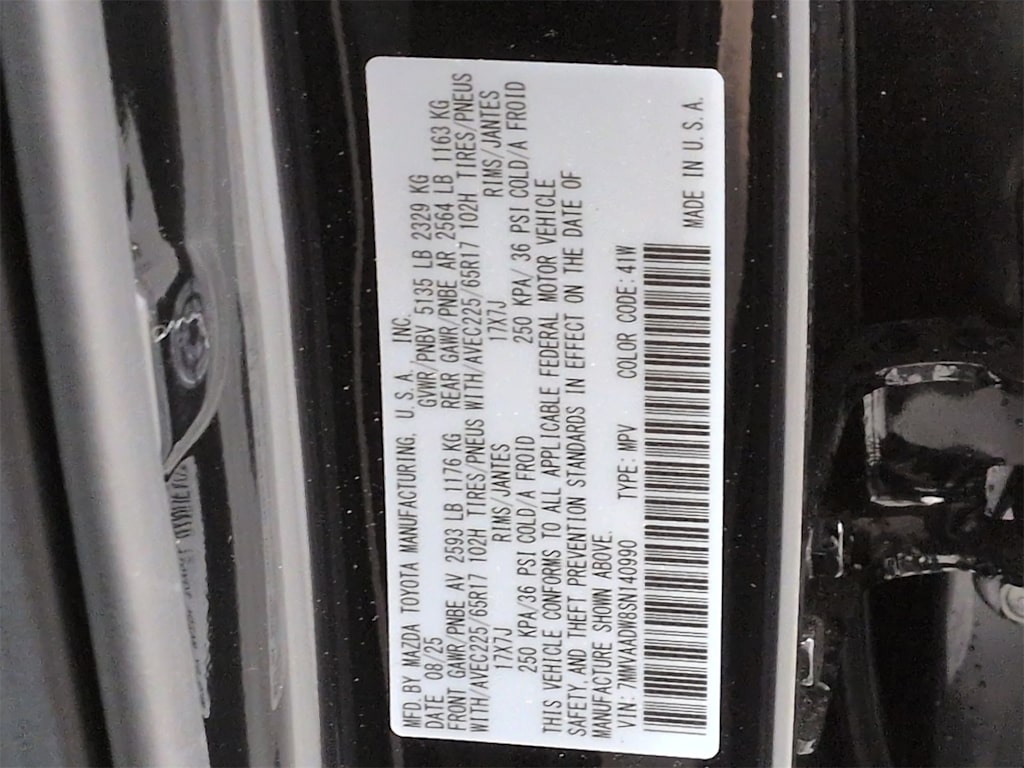 MFD. BY MAZDA TOYOTA MANUFACTURING, U.S.A., INC.
DATE 08/25 GVWR/PNBV 5135 LB 2329 KG
FRONT GAWR/PNBE AV 2593 LB 1176 KG REAR GAWR/PNBE AR 2564 LB 1163 KG
WITH/AVEC225/65R17 102H TIRES/PNEUS WITH/AVEC225/65R17 102H TIRES/PNEUS
17X7J RIMS/JANTES 17X7J RIMS/JANTES
250 KPA/36 PSI COLD/A FROID 250 KPA/ 36 PSI COLD/A FROID
THIS VEHICLE CONFORMS TO ALL APPLICABLE FEDERAL MOTOR VEHICLE
SAFETY AND THEFT PREVENTION STANDARDS IN EFFECT ON THE DATE OF
MANUFACTURE SHOWN ABOVE.
VIN: 7MMVAADW8SN140990 TYPE: MPV COLOR CODE: 41W
MADE IN U.S.A.